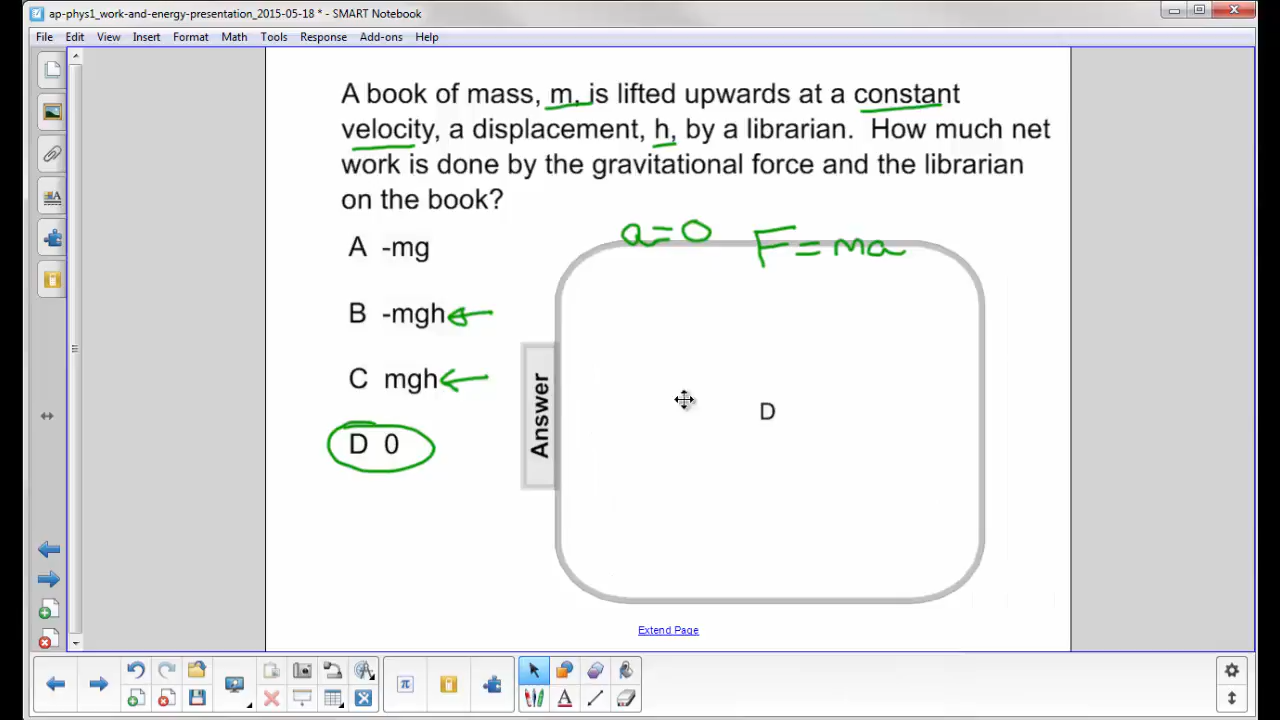 ap-phys1_work-and-energy-presentation_2015-05-18 * - SMART Notebook
File Edit View Insert Format Math Tools Response Add-ons Help
A book of mass, m, is lifted upwards at a constant
velocity, a displacement, h, by a librarian. How much net
work is done by the gravitational force and the librarian
on the book?
a=0 F=ma
A -mg
B -mgh
C mgh
D 0
Answer
D
Extend Page
π
A